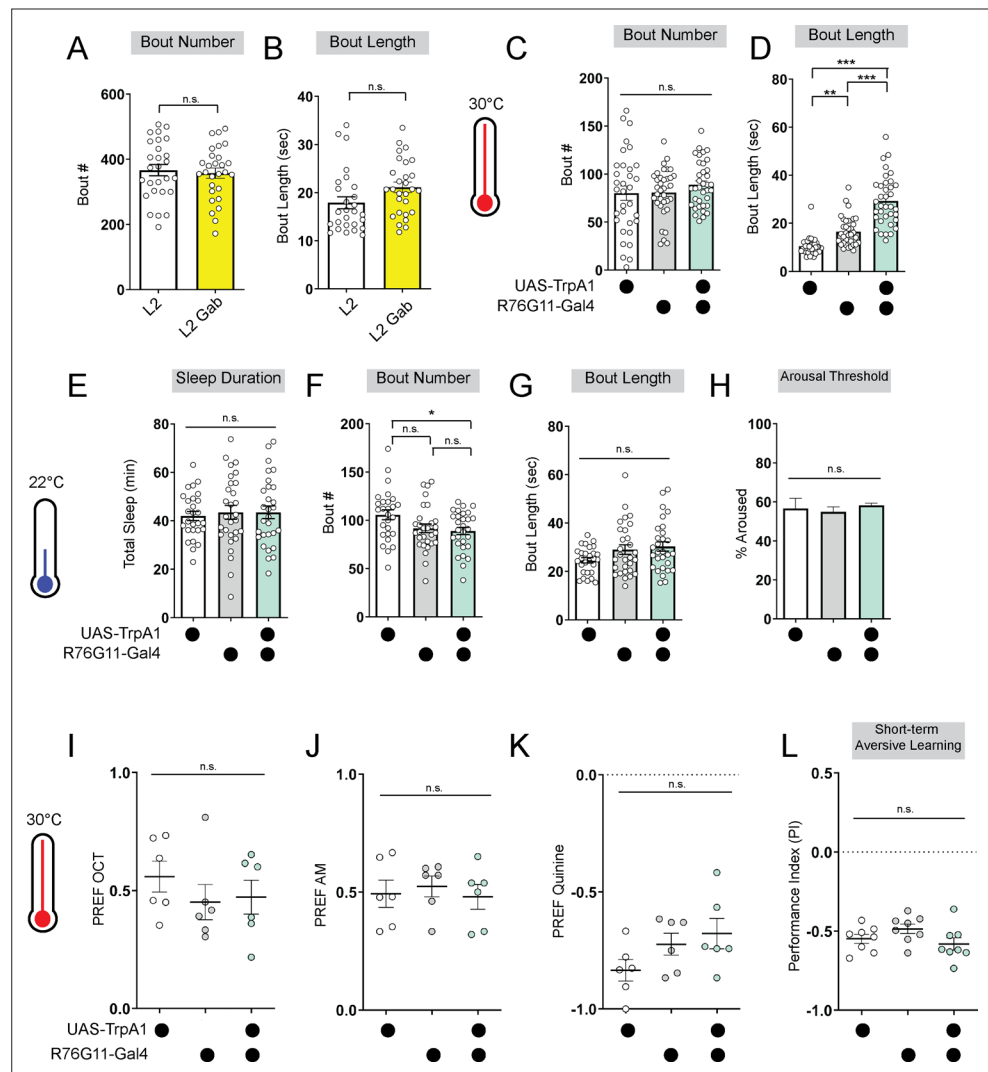 A
Bout Number
n.s.
Bout #
600
400
200
0
L2
L2 Gab
B
Bout Length
n.s.
Bout Length (sec)
40
30
20
10
0
L2
L2 Gab
30°C
C
Bout Number
n.s.
Bout #
200
150
100
50
0
D
Bout Length
***
***
**
Bout Length (sec)
80
60
40
20
0
UAS-TrpA1
R76G11-Gal4
22°C
E
Sleep Duration
n.s.
Total Sleep (min)
80
60
40
20
0
F
Bout Number
*
n.s.
n.s.
Bout #
200
150
100
50
0
G
Bout Length
n.s.
Bout Length (sec)
80
60
40
20
0
H
Arousal Threshold
n.s.
% Aroused
100
80
60
40
20
0
UAS-TrpA1
R76G11-Gal4
30°C
I
n.s.
PREF OCT
1.0
0.5
0.0
J
n.s.
PREF AM
1.0
0.5
0.0
K
n.s.
PREF Quinine
0.0
-0.5
-1.0
L
Short-term
Aversive Learning
n.s.
Performance Index (PI)
0.5
0.0
-0.5
-1.0
UAS-TrpA1
R76G11-Gal4